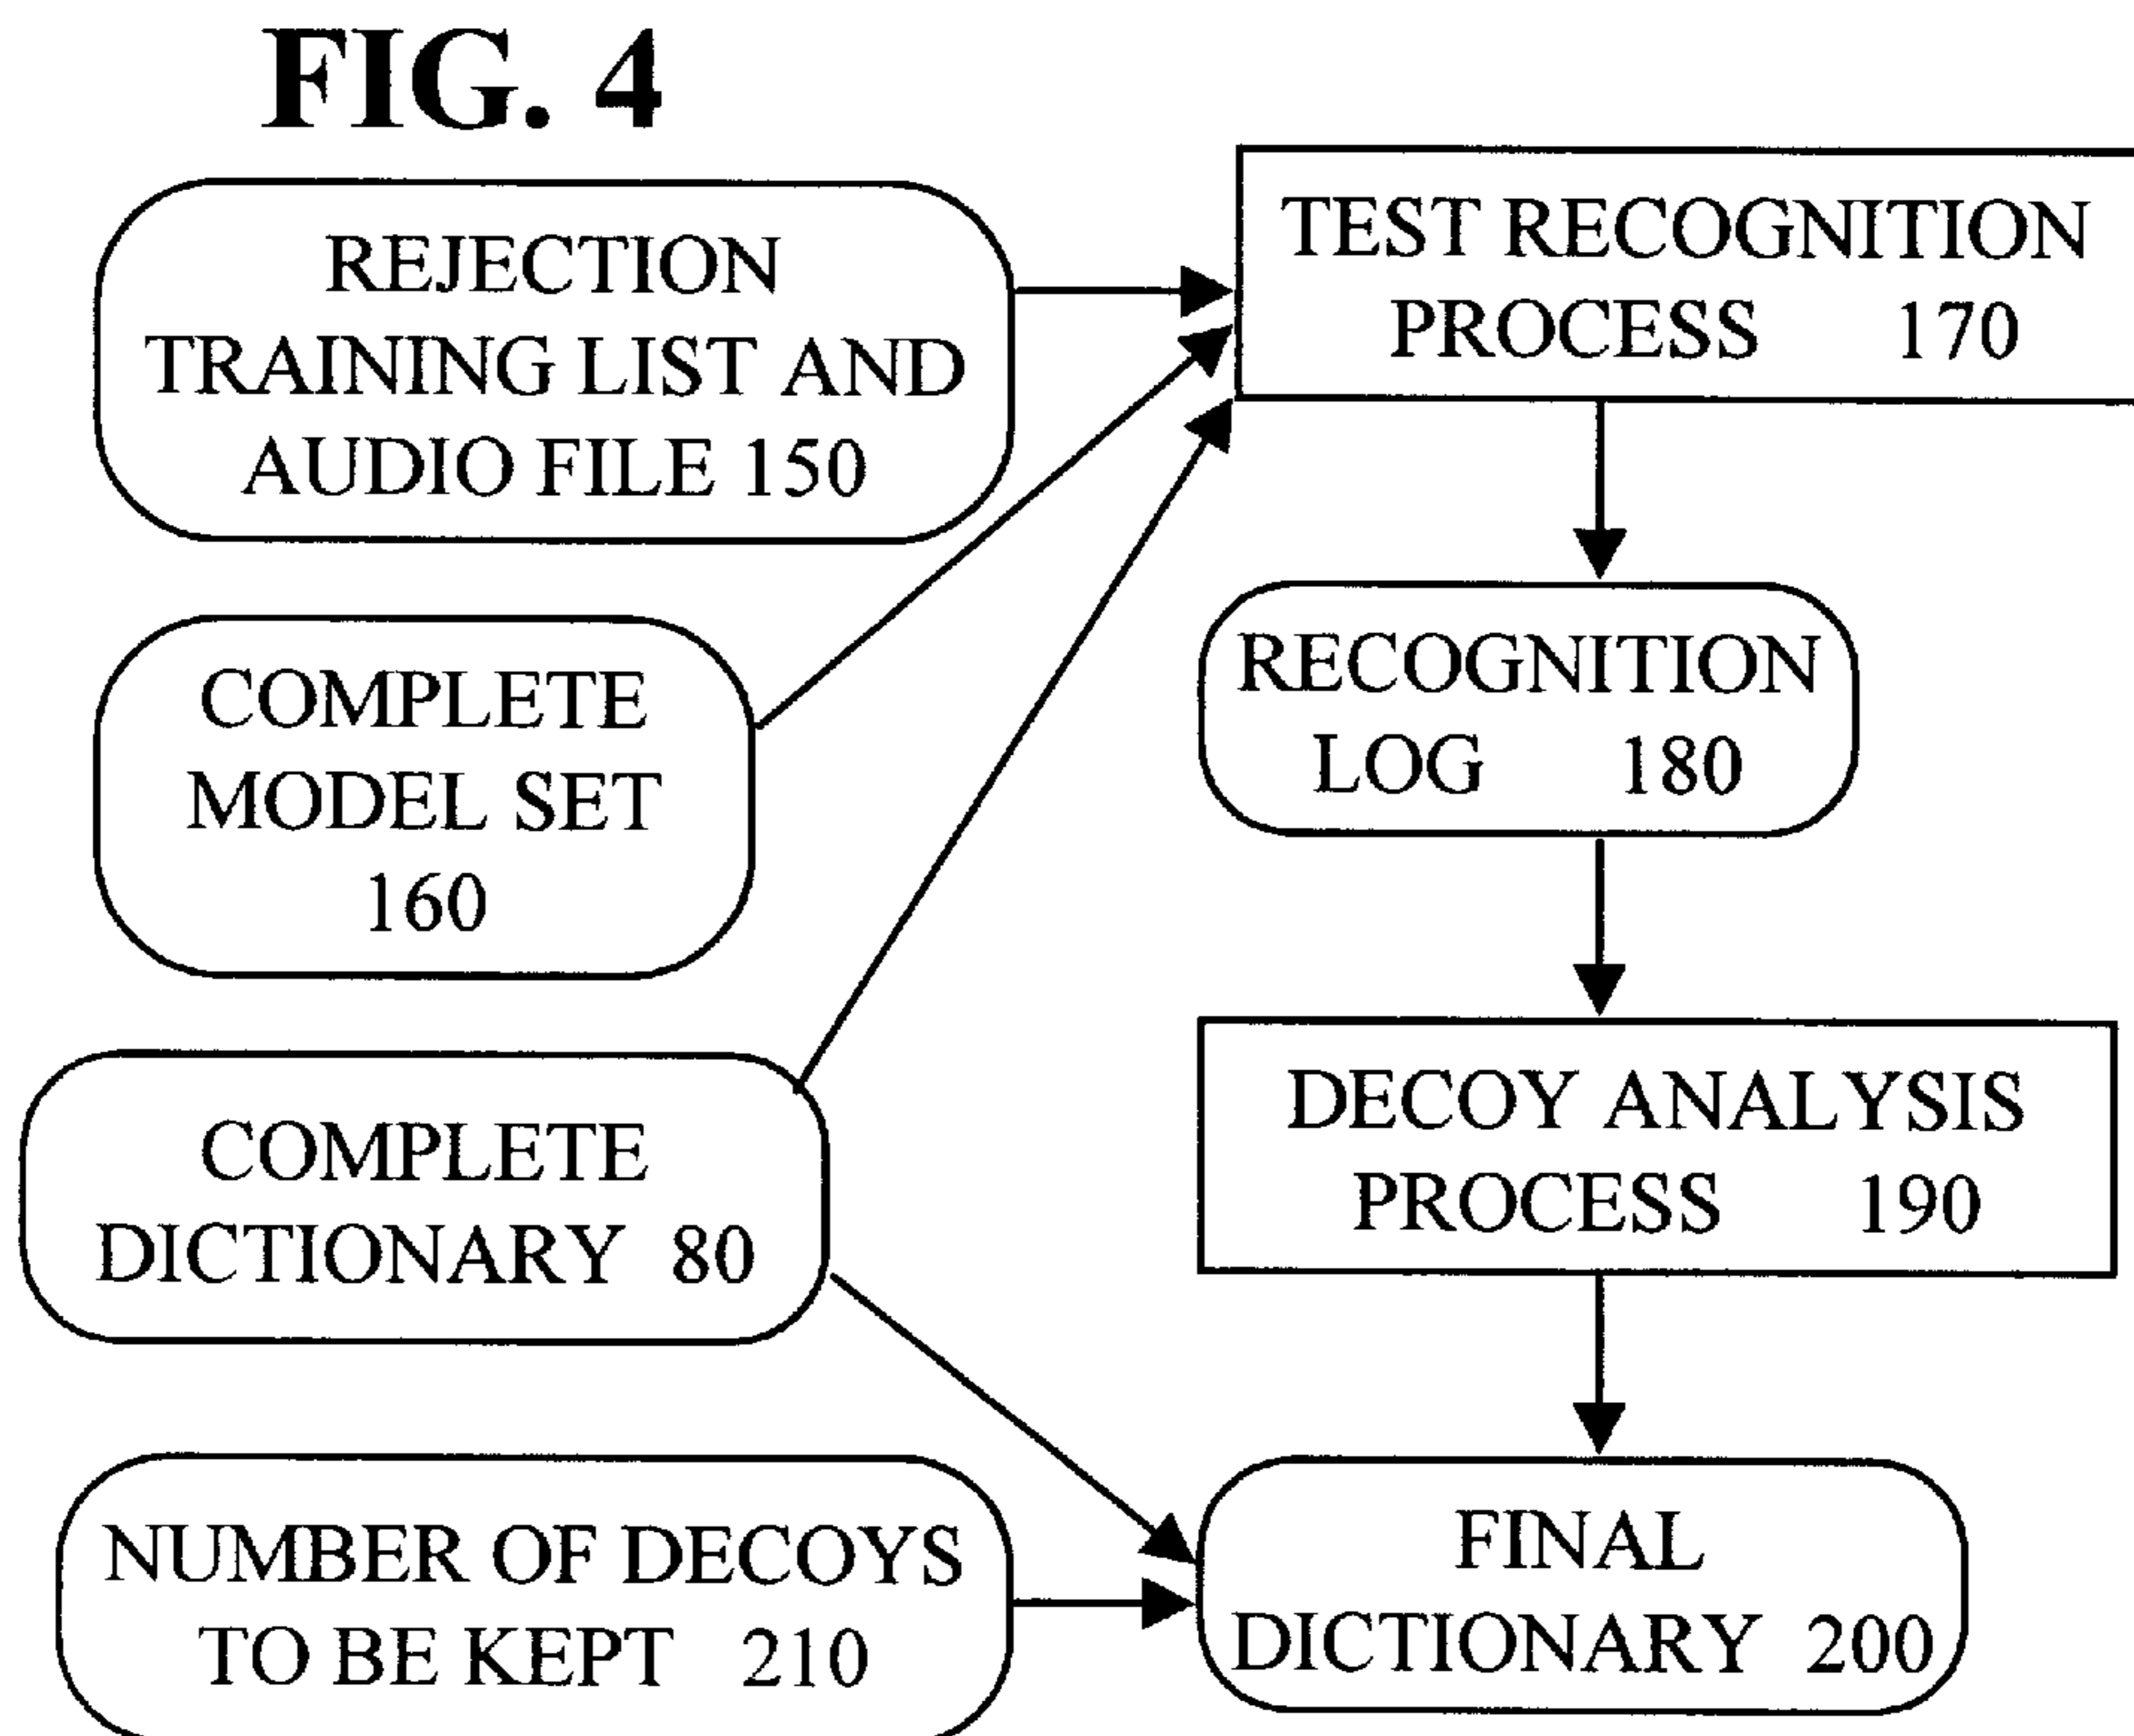 FIG. 4
REJECTION
TRAINING LIST AND
AUDIO FILE 150
COMPLETE
MODEL SET
160
COMPLETE
DICTIONARY 80
NUMBER OF DECOYS
TO BE KEPT 210
TEST RECOGNITION
PROCESS 170
RECOGNITION
LOG 180
DECOY ANALYSIS
PROCESS 190
FINAL
DICTIONARY 200